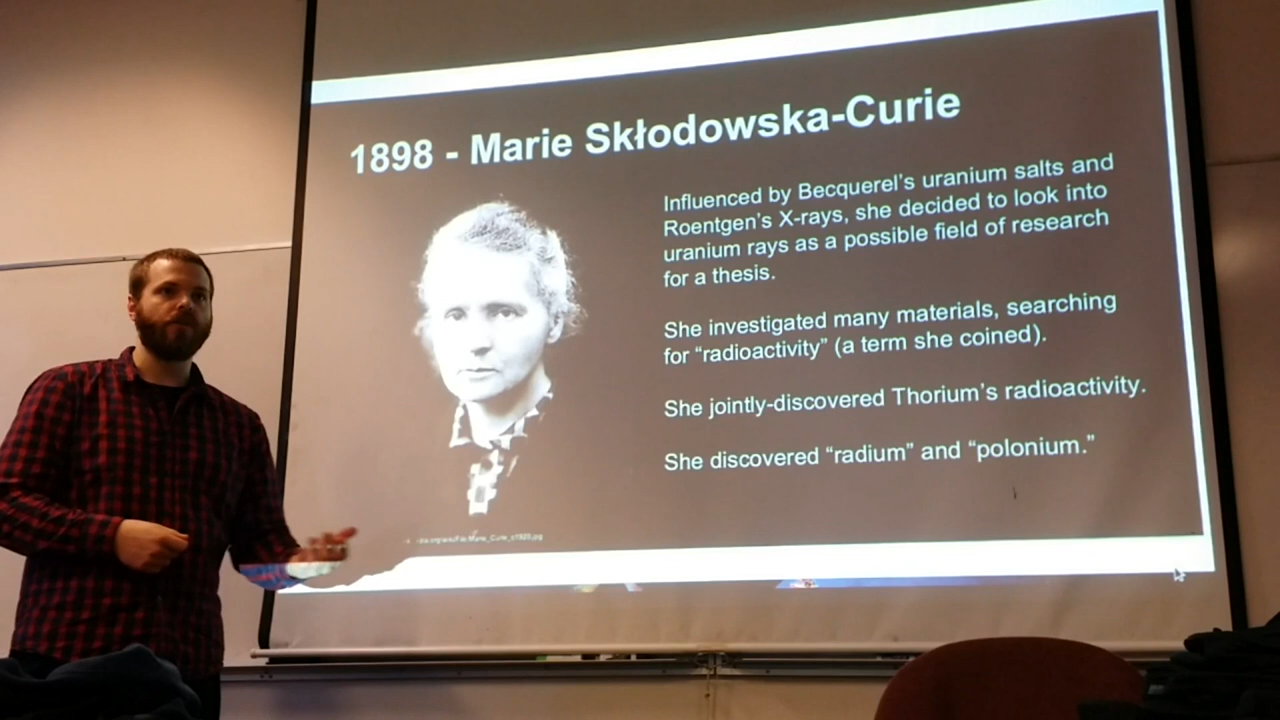 1898 - Marie Skłodowska-Curie
Influenced by Becquerel's uranium salts and
Roentgen's X-rays, she decided to look into
uranium rays as a possible field of research
for a thesis.
She investigated many materials, searching
for “radioactivity” (a term she coined).
She jointly-discovered Thorium's radioactivity.
She discovered “radium” and “polonium.”